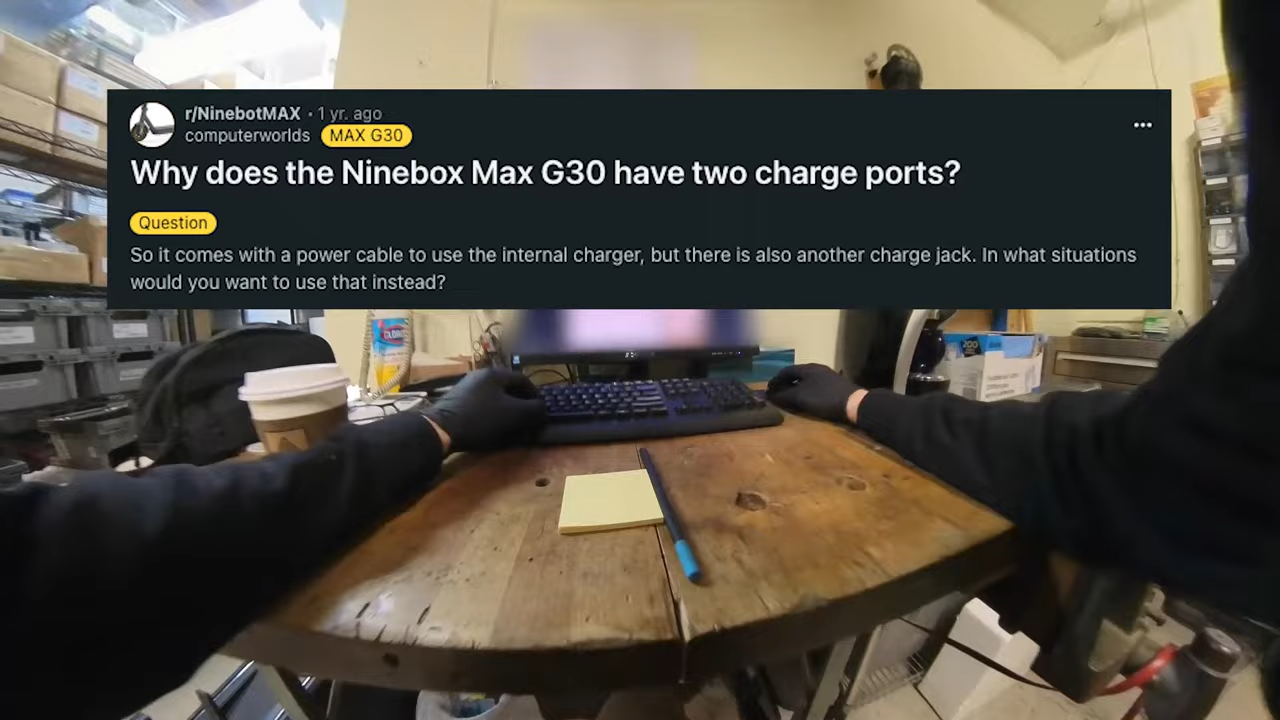 r/NinebotMAX • 1 yr. ago
computerworlds MAX G30
Why does the Ninebox Max G30 have two charge ports?
Question
So it comes with a power cable to use the internal charger, but there is also another charge jack. In what situations
would you want to use that instead?
CLOROX
200